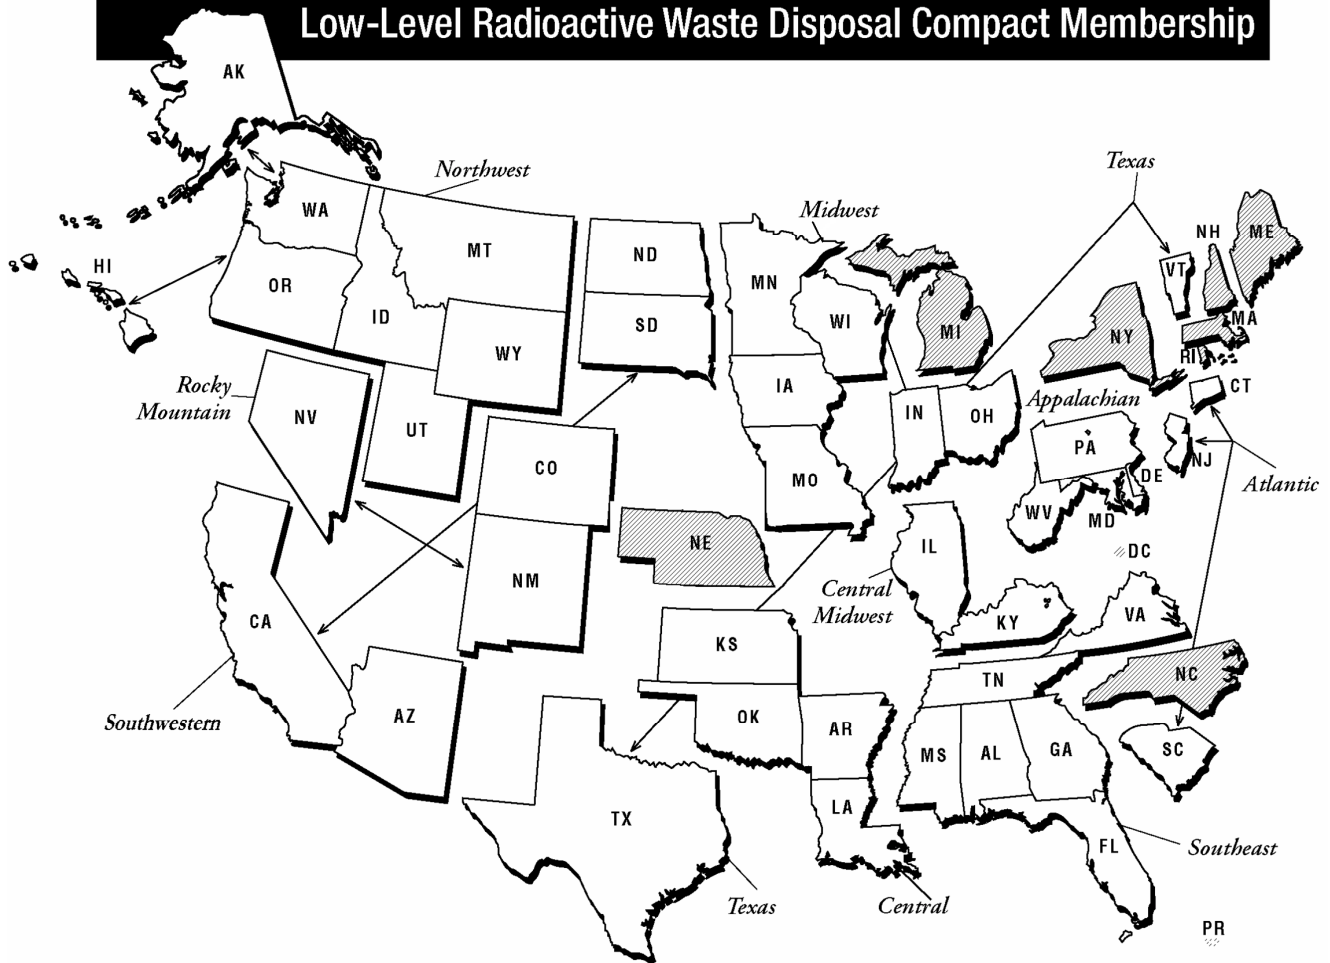 Low-Level Radioactive Waste Disposal Compact Membership
AK
Northwest
Texas
Midwest
WA
MT
ND
MN
NH
ME
HI
OR
ID
SD
WI
MI
VT
NY
MA
WY
RI
Rocky
Mountain
NV
UT
IA
IN
OH
Appalachian
CT
CO
MO
PA
NJ
DE
Atlantic
WV
MD
NE
IL
DC
NM
Central
Midwest
CA
KS
KY
VA
TN
NC
Southwestern
AZ
OK
AR
MS
AL
GA
SC
TX
LA
FL
Southeast
Texas
Central
PR